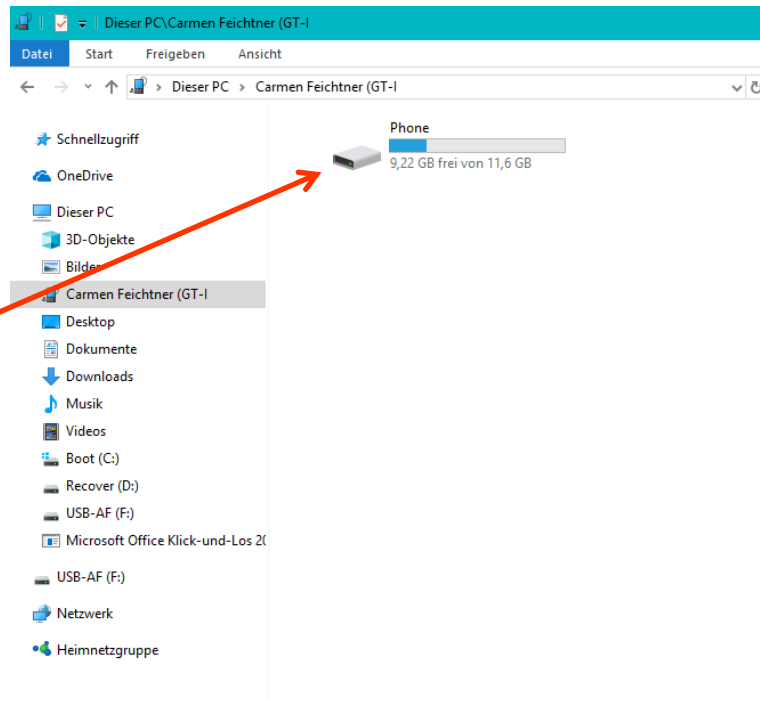 Dieser PC\Carmen Feichtner (GT-I
Datei Start Freigeben Ansicht
Dieser PC > Carmen Feichtner (GT-I
Schnellzugriff
OneDrive
Dieser PC
3D-Objekte
Bilder
Carmen Feichtner (GT-I
Desktop
Dokumente
Downloads
Musik
Videos
Boot (C:)
Recover (D:)
USB-AF (F:)
Microsoft Office Klick-und-Los 20
USB-AF (F:)
Netzwerk
Heimnetzgruppe
Phone
9,22 GB frei von 11,6 GB